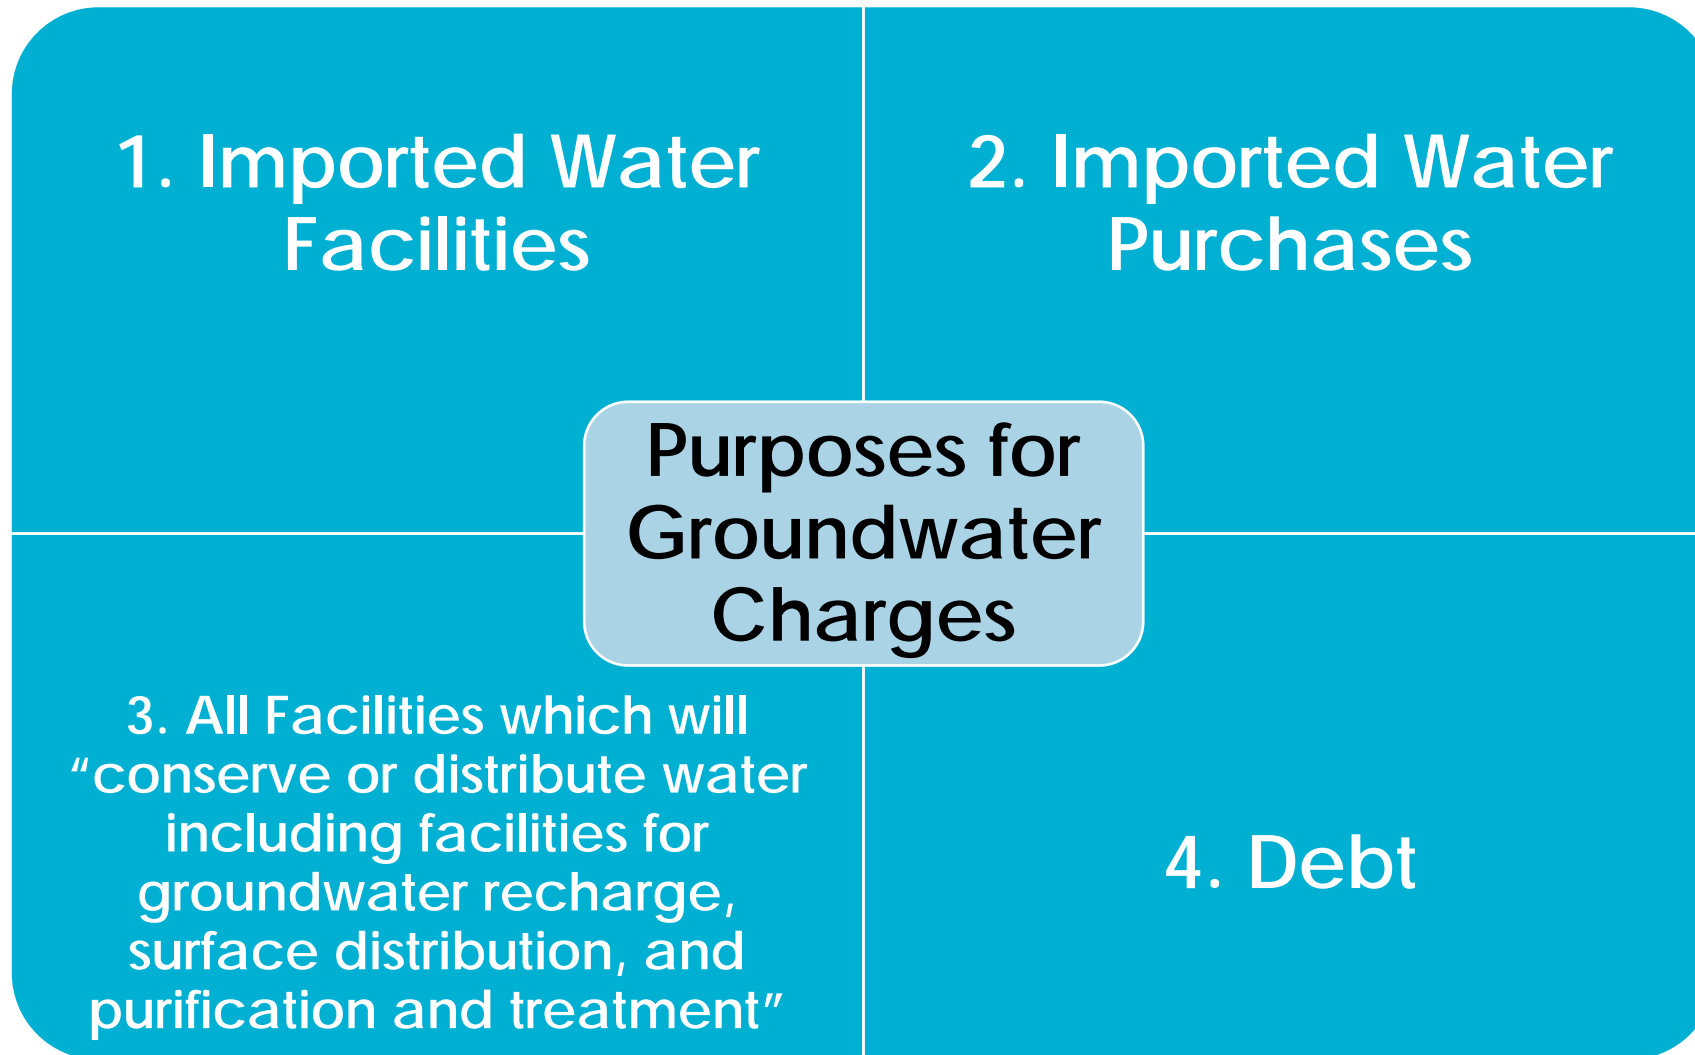 1. Imported Water
Facilities
2. Imported Water
Purchases
Purposes for
Groundwater
Charges
3. All Facilities which will
“conserve or distribute water
including facilities for
groundwater recharge,
surface distribution, and
purification and treatment”
4. Debt